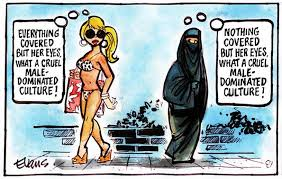 EVERYTHING
COVERED
BUT HER EYES,
WHAT A CRUEL
MALE-
DOMINATED
CULTURE!
NOTHING
COVERED
BUT HER EYES,
WHAT A CRUEL
MALE-
DOMINATED
CULTURE!
Evans